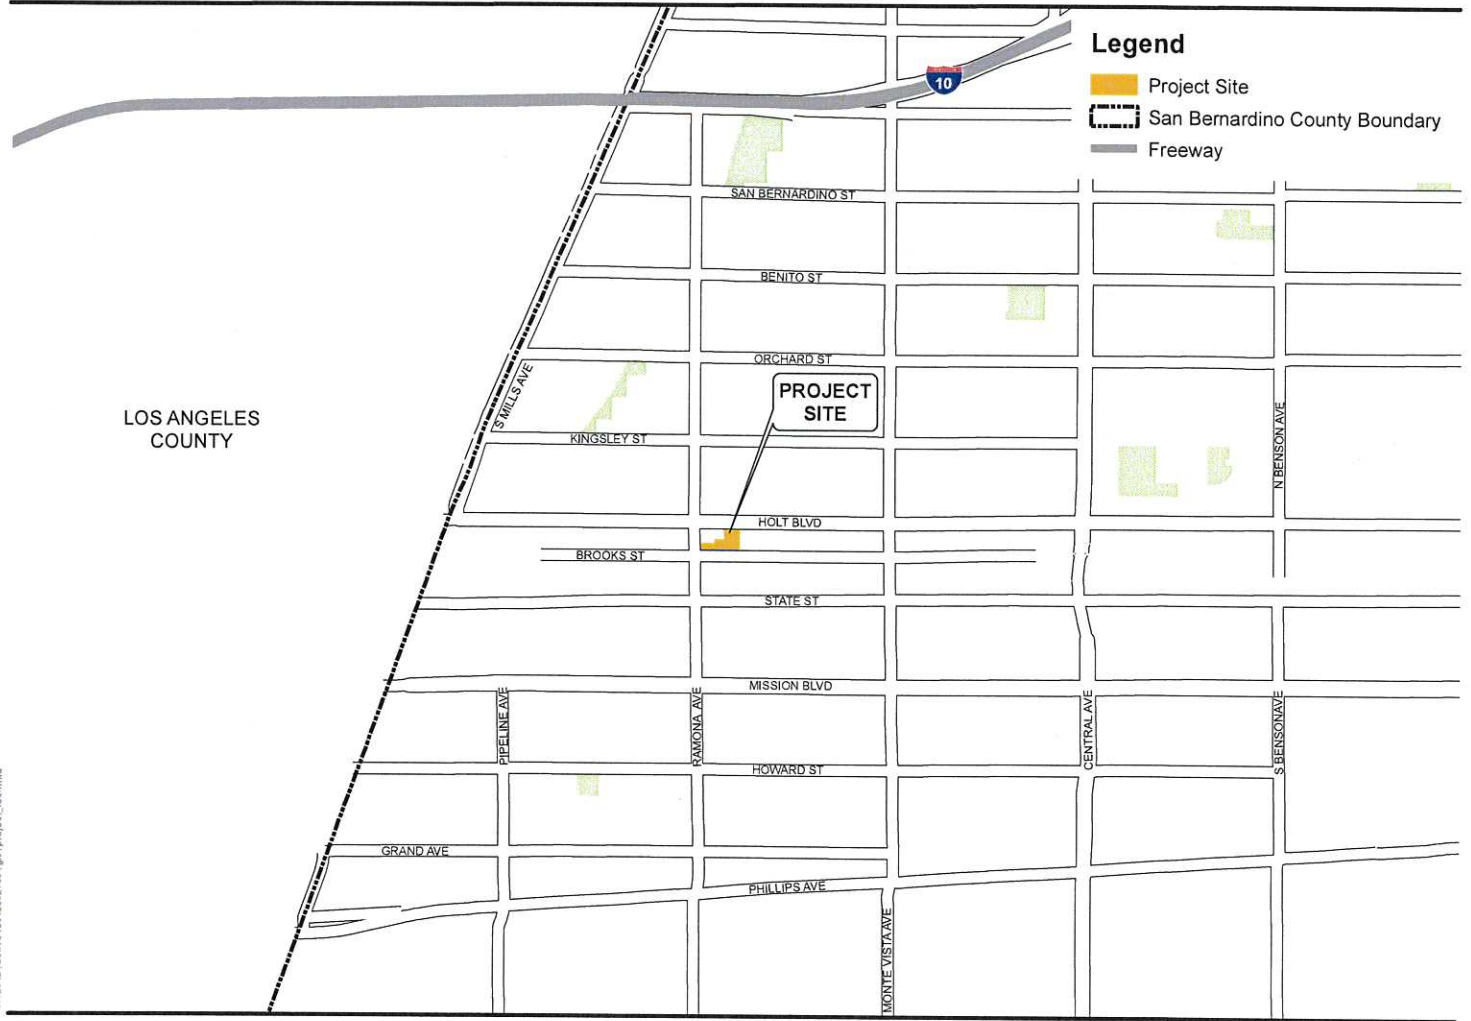 Legend
10
Project Site
San Bernardino County Boundary
Freeway
SAN BERNARDINO ST
BENITO ST
ORCHARD ST
S MILLS AVE
PROJECT
SITE
LOS ANGELES
COUNTY
KINGSLEY ST
N BENSON AVE
HOLT BLVD
BROOKS ST
STATE ST
MISSION BLVD
PIPELINE AVE
RAMONA AVE
CENTRAL AVE
S BENSONAVE
HOWARD ST
GRAND AVE
PHILLIPS AVE
MONTE VISTA AVE